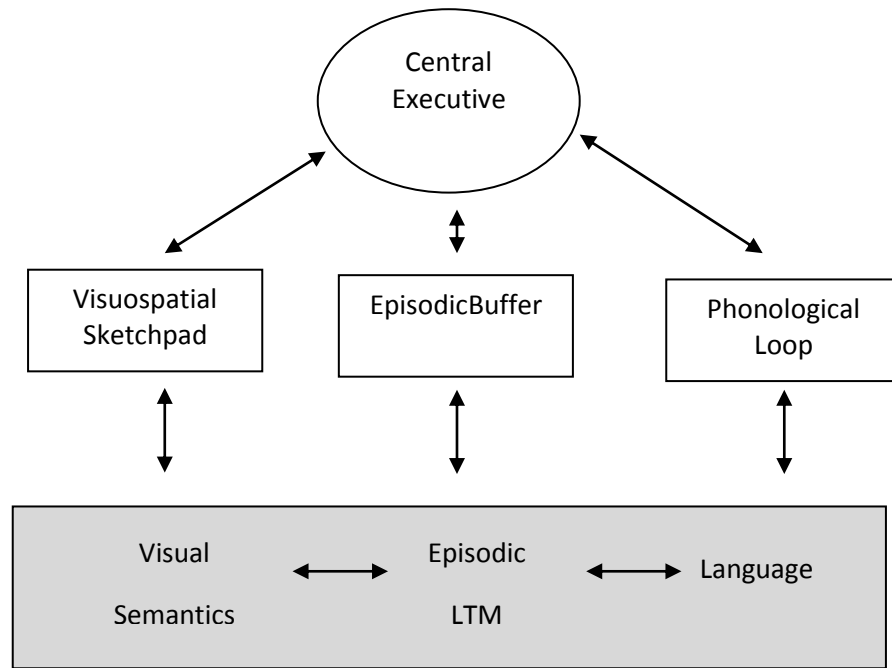 Central
Executive
Visuospatial
Sketchpad
EpisodicBuffer
Phonological
Loop
Visual
Semantics
Episodic
LTM
Language